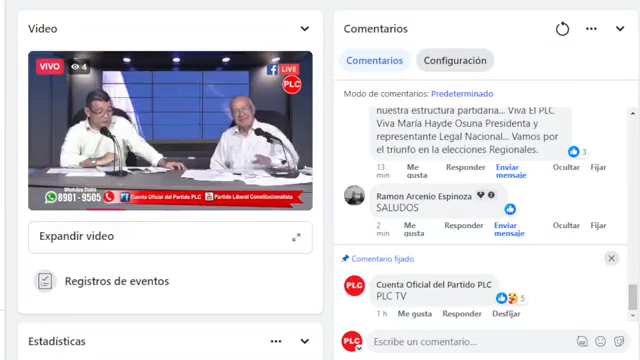 Video
VIVO
4
LIVE
PLC
WhatsApp Studio
8901 - 9505
Cuenta Oficial del Partido PLC
Partido Liberal Constitucionalista
Expandir video
Registros de eventos
Estadísticas
Comentarios
Comentarios
Configuración
Modo de comentarios: Predeterminado
nuestra estructura partidaria... Viva El PLC
Viva María Hayde Osuna Presidenta y
representante Legal Nacional... Vamos por
el triunfo en la elecciones Regionales.
3
13 min
Me gusta
Responder
Enviar mensaje
Ocultar
Fijar
Ramon Arcenio Espinoza
SALUDOS
2 min
Me gusta
Responder
Enviar mensaje
Ocultar
Fijar
Comentario fijado
PLC
Cuenta Oficial del Partido PLC
PLC TV
5
1 h
Me gusta
Responder
Desfijar
PLC
Escribe un comentario...